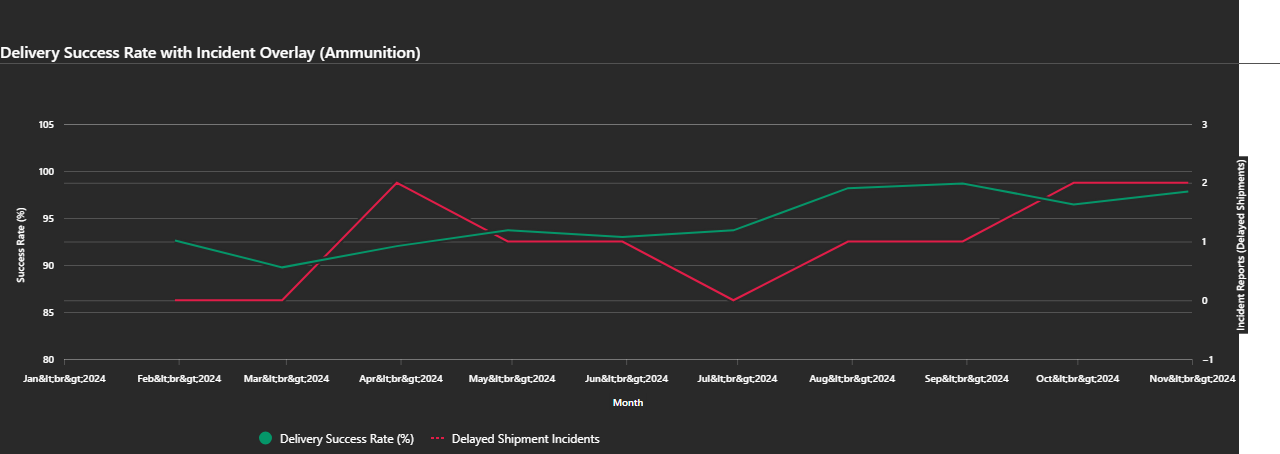 Delivery Success Rate with Incident Overlay (Ammunition)
105
100
95
90
85
80
Success Rate (%)
3
2
1
0
−1
Incident Reports (Delayed Shipments)
Jan&lt;br&gt;2024 Feb&lt;br&gt;2024 Mar&lt;br&gt;2024 Apr&lt;br&gt;2024 May&lt;br&gt;2024 Jun&lt;br&gt;2024 Jul&lt;br&gt;2024 Aug&lt;br&gt;2024 Sep&lt;br&gt;2024 Oct&lt;br&gt;2024 Nov&lt;br&gt;2024
Month
Delivery Success Rate (%) Delayed Shipment Incidents